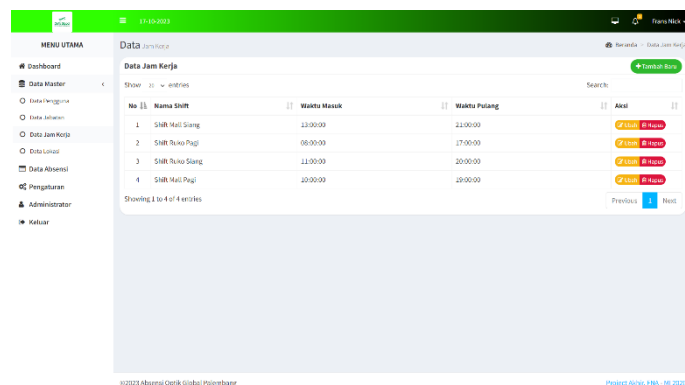 17-10-2023
Frans Nick
MENU UTAMA
Data Jam Kerja
Beranda Data Jam Kerja
Dashboard
Data Master
Data Pengguna
Data Jabatan
Data Jam Kerja
Data Lokasi
Data Absensi
Pengaturan
Administrator
Keluar
Data Jam Kerja
+Tambah Baru
Show 10 entries
Search:
No Nama Shift Waktu Masuk Waktu Pulang Aksi
1 Shift Mall Siang 13:00:00 21:00:00 Ubah Hapus
2 Shift Ruko Pagi 08:00:00 17:00:00 Ubah Hapus
3 Shift Ruko Siang 11:00:00 20:00:00 Ubah Hapus
4 Shift Mall Pagi 10:00:00 19:00:00 Ubah Hapus
Showing 1 to 4 of 4 entries
Previous 1 Next
©2023 Absensi Optik Global Palembang
Project Akhir, FNA - MI 2020